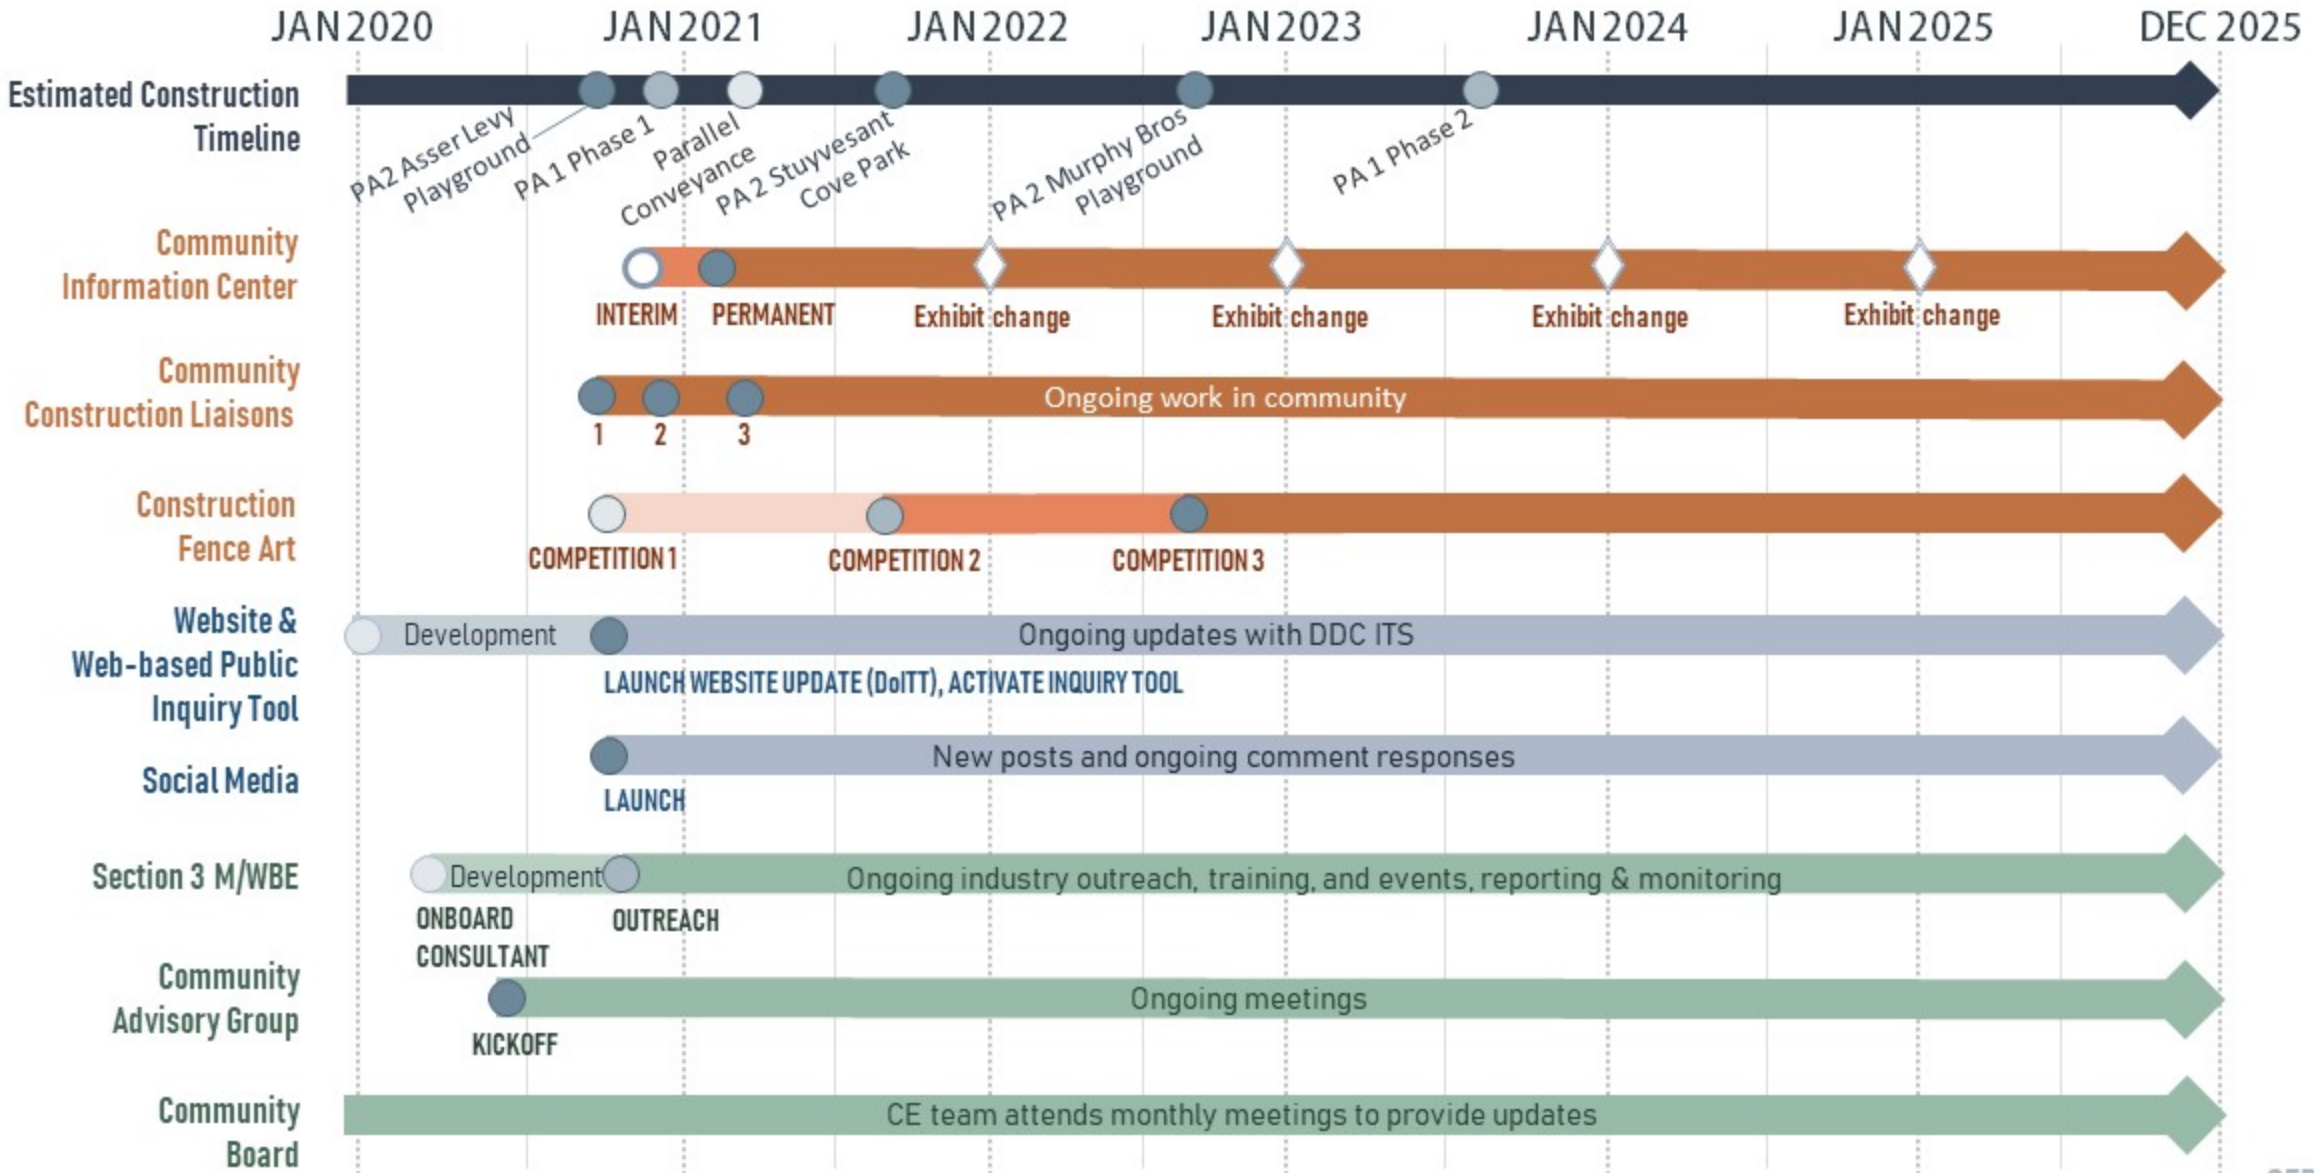 JAN 2020
JAN 2021
JAN 2022
JAN 2023
JAN 2024
JAN 2025
DEC 2025
Estimated Construction
Timeline
PA2 Asser Levy
Playground
PA 1 Phase 1
Parallel
Conveyance
PA 2 Stuyvesant
Cove Park
PA 2 Murphy Bros
Playground
PA 1 Phase 2
Community
Information Center
INTERIM
PERMANENT
Exhibit change
Exhibit change
Exhibit change
Exhibit change
Community
Construction Liaisons
Ongoing work in community
1
2
3
Construction
Fence Art
COMPETITION 1
COMPETITION 2
COMPETITION 3
Website &
Web-based Public
Inquiry Tool
Development
Ongoing updates with DDC ITS
LAUNCH WEBSITE UPDATE (DoITT), ACTIVATE INQUIRY TOOL
Social Media
New posts and ongoing comment responses
LAUNCH
Section 3 M/WBE
Development
Ongoing industry outreach, training, and events, reporting & monitoring
ONBOARD
CONSULTANT
OUTREACH
Community
Advisory Group
Ongoing meetings
KICKOFF
Community
Board
CE team attends monthly meetings to provide updates